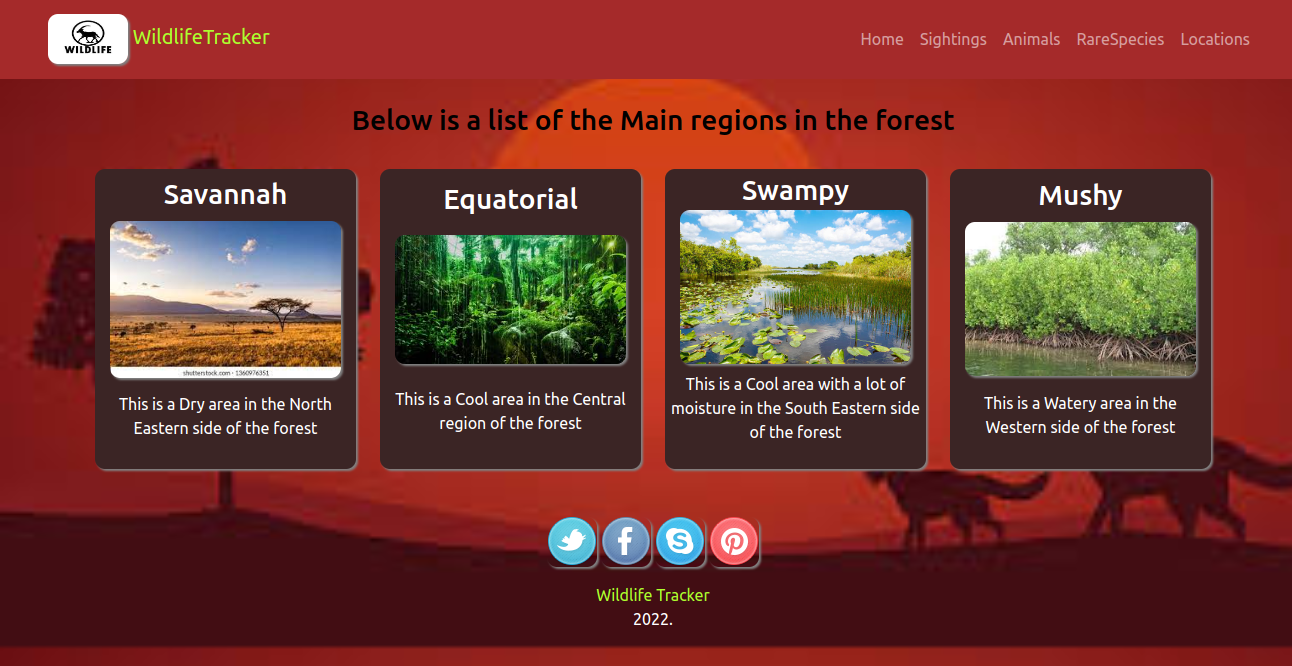 WILDLIFE
WildlifeTracker
Home Sightings Animals RareSpecies Locations
Below is a list of the Main regions in the forest
Savannah
shutterstock.com · 1360976351
This is a Dry area in the North
Eastern side of the forest
Equatorial
This is a Cool area in the Central
region of the forest
Swampy
This is a Cool area with a lot of
moisture in the South Eastern side
of the forest
Mushy
This is a Watery area in the
Western side of the forest
Wildlife Tracker
2022.